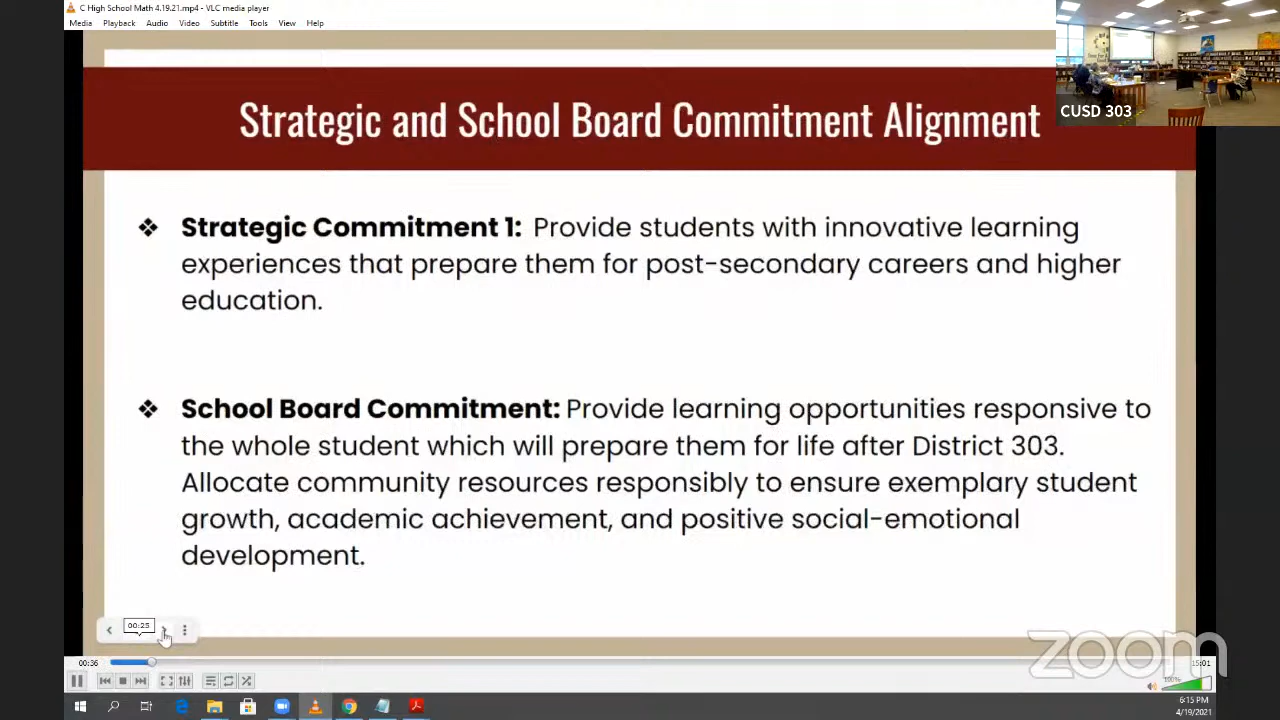 C High School Math 4.19.21.mp4 - VLC media player
Media Playback Audio Video Subtitle Tools View Help
CUSD 303
Strategic and School Board Commitment Alignment
❖ Strategic Commitment 1: Provide students with innovative learning
experiences that prepare them for post-secondary careers and higher
education.
❖ School Board Commitment: Provide learning opportunities responsive to
the whole student which will prepare them for life after District 303.
Allocate community resources responsibly to ensure exemplary student
growth, academic achievement, and positive social-emotional
development.
00:25
zoom
00:36
15:01
100%
6:15 PM
4/19/2021